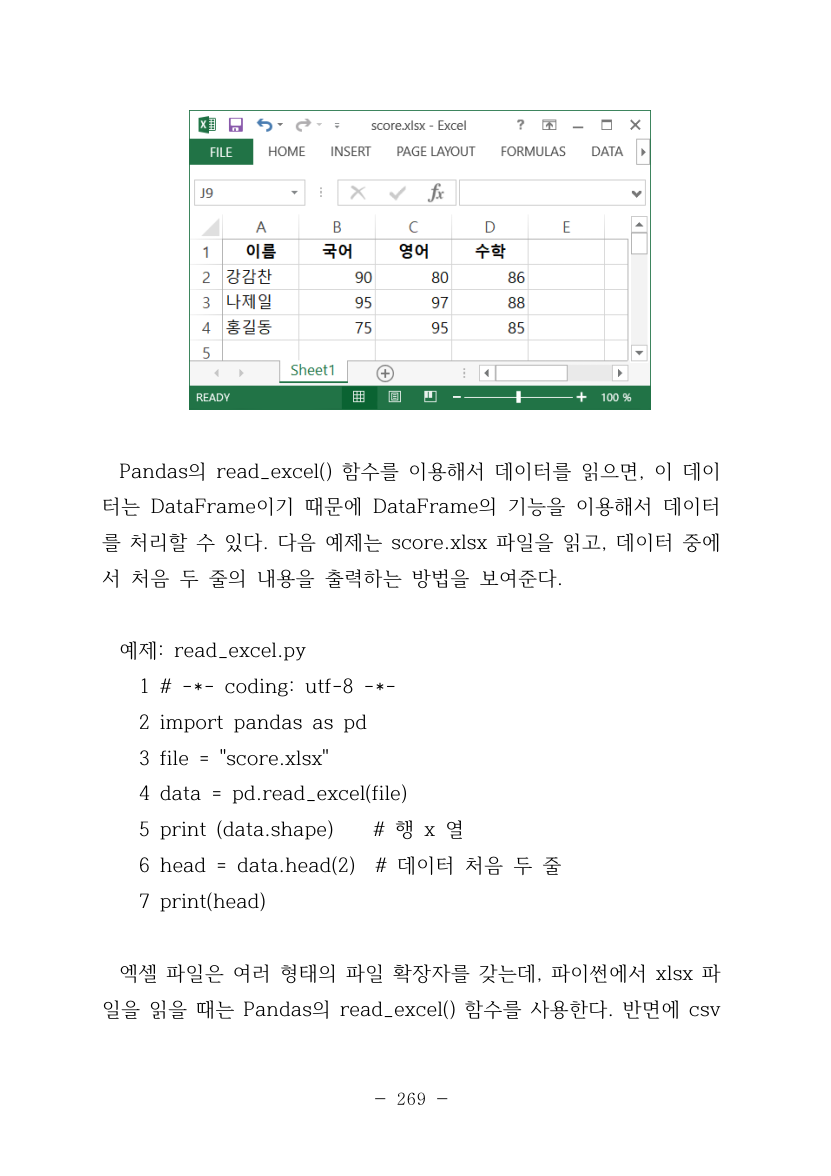 score.xlsx - Excel
FILE HOME INSERT PAGE LAYOUT FORMULAS DATA
J9 fx
A B C D E
1 이름 국어 영어 수학
2 강감찬 90 80 86
3 나제일 95 97 88
4 홍길동 75 95 85
5
Sheet1
READY 100 %
Pandas의 read_excel() 함수를 이용해서 데이터를 읽으면, 이 데이
터는 DataFrame이기 때문에 DataFrame의 기능을 이용해서 데이터
를 처리할 수 있다. 다음 예제는 score.xlsx 파일을 읽고, 데이터 중에
서 처음 두 줄의 내용을 출력하는 방법을 보여준다.
예제: read_excel.py
1 # -*- coding: utf-8 -*-
2 import pandas as pd
3 file = "score.xlsx"
4 data = pd.read_excel(file)
5 print (data.shape) # 행 x 열
6 head = data.head(2) # 데이터 처음 두 줄
7 print(head)
엑셀 파일은 여러 형태의 파일 확장자를 갖는데, 파이썬에서 xlsx 파
일을 읽을 때는 Pandas의 read_excel() 함수를 사용한다. 반면에 csv
- 269 -